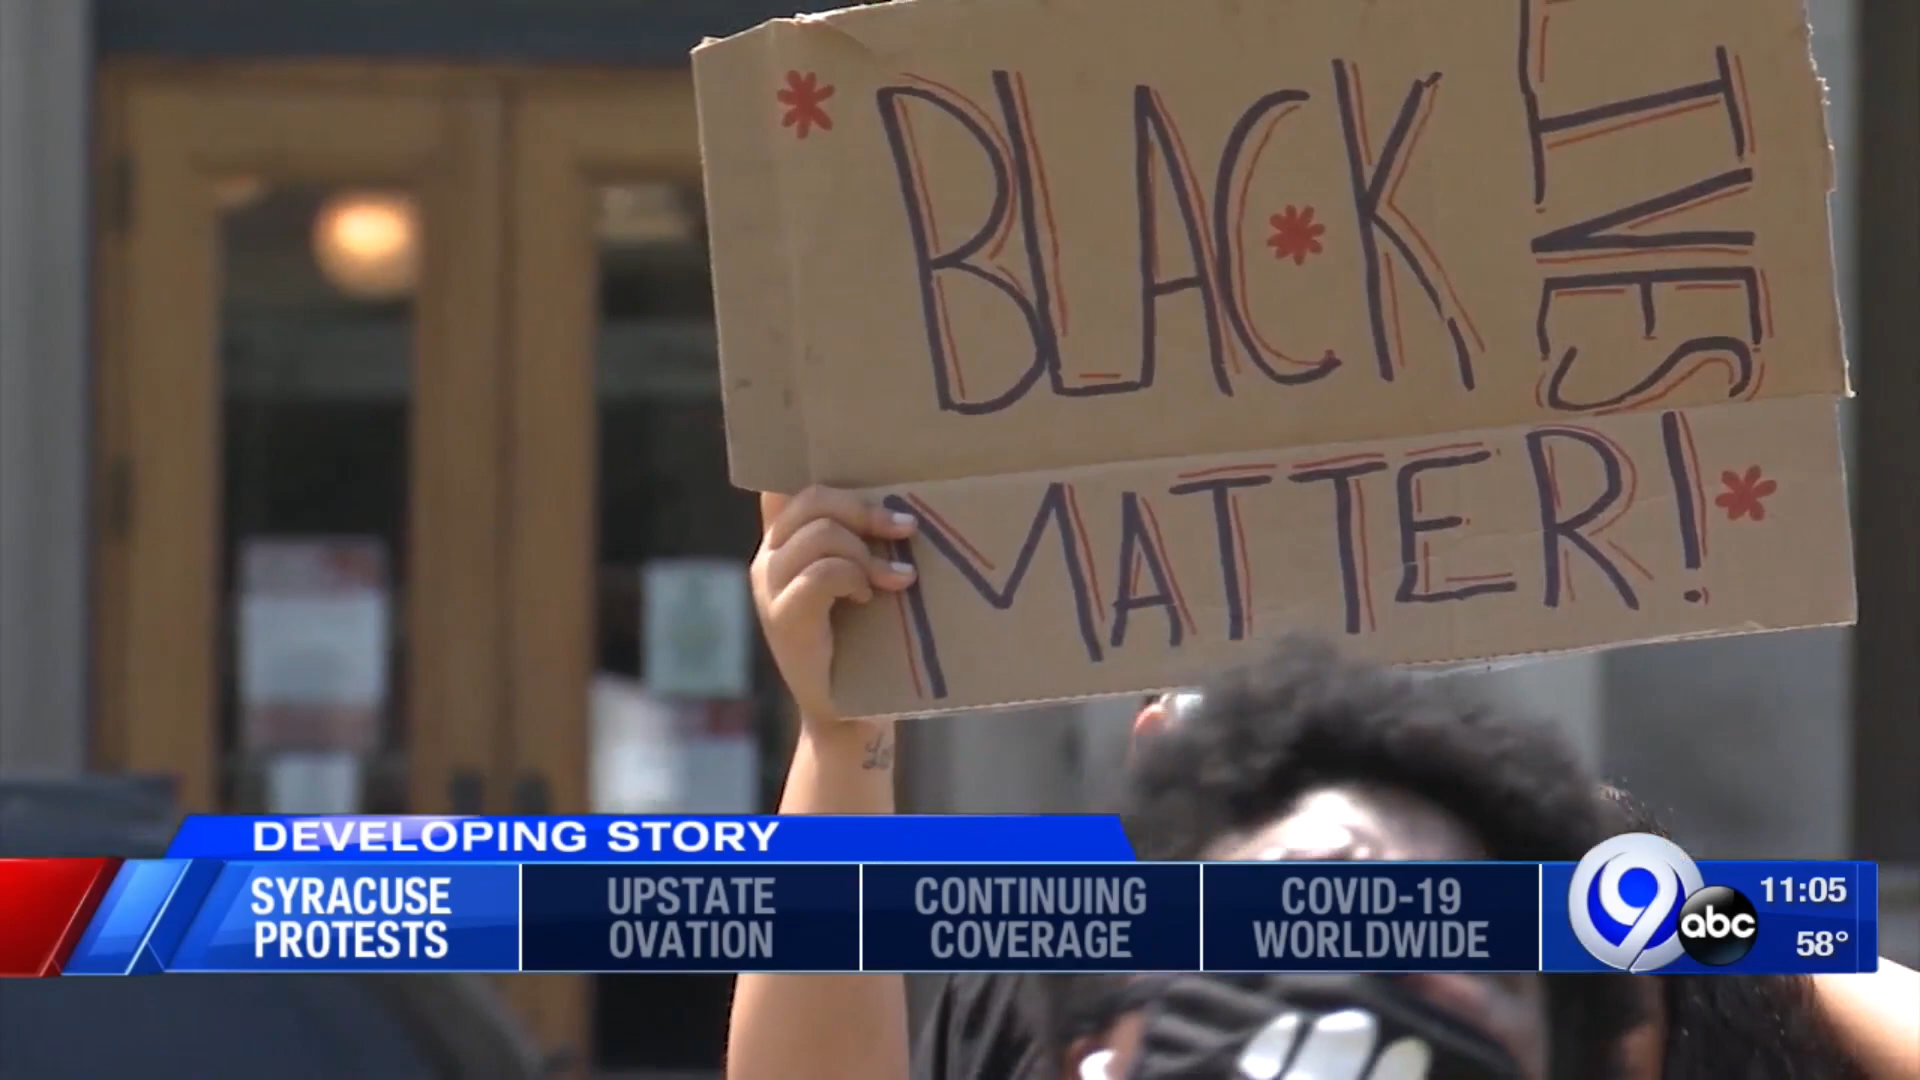 BLACK
LIVES
MATTER!
DEVELOPING STORY
SYRACUSE
PROTESTS
UPSTATE
OVATION
CONTINUING
COVERAGE
COVID-19
WORLDWIDE
9
abc
11:05
58°